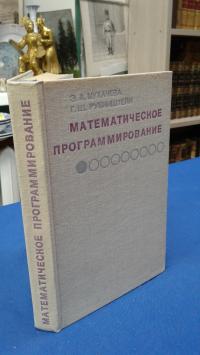 Э. А. МУХАЧЕВА
Г. Ш. РУБИНШТЕЙН
МАТЕМАТИЧЕСКОЕ
ПРОГРАММИРОВАНИЕ
МАТЕМАТИЧЕСКОЕ ПРОГРАММИРОВАНИЕ